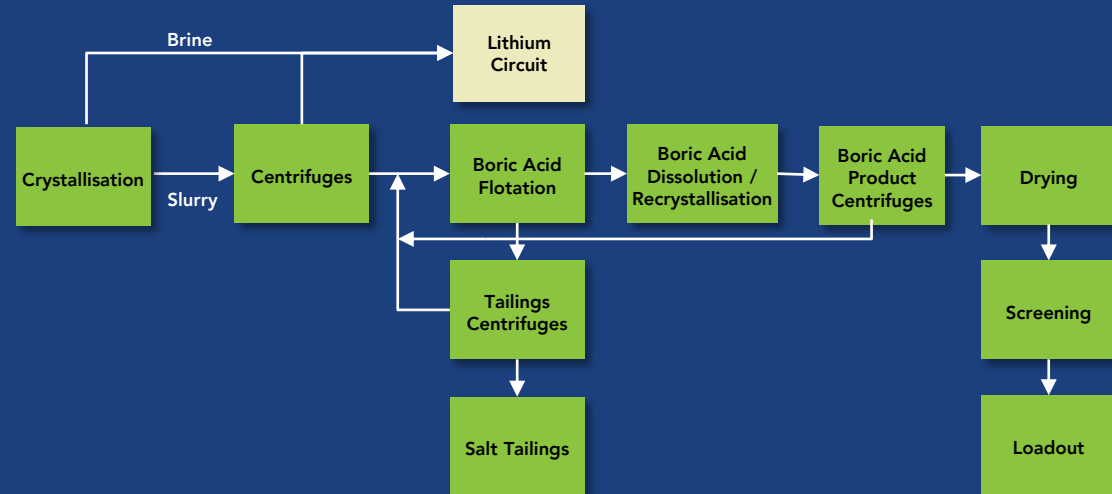 Brine
Lithium
Circuit
Crystallisation
Slurry
Centrifuges
Boric Acid
Flotation
Boric Acid
Dissolution /
Recrystallisation
Boric Acid
Product
Centrifuges
Drying
Tailings
Centrifuges
Screening
Salt Tailings
Loadout